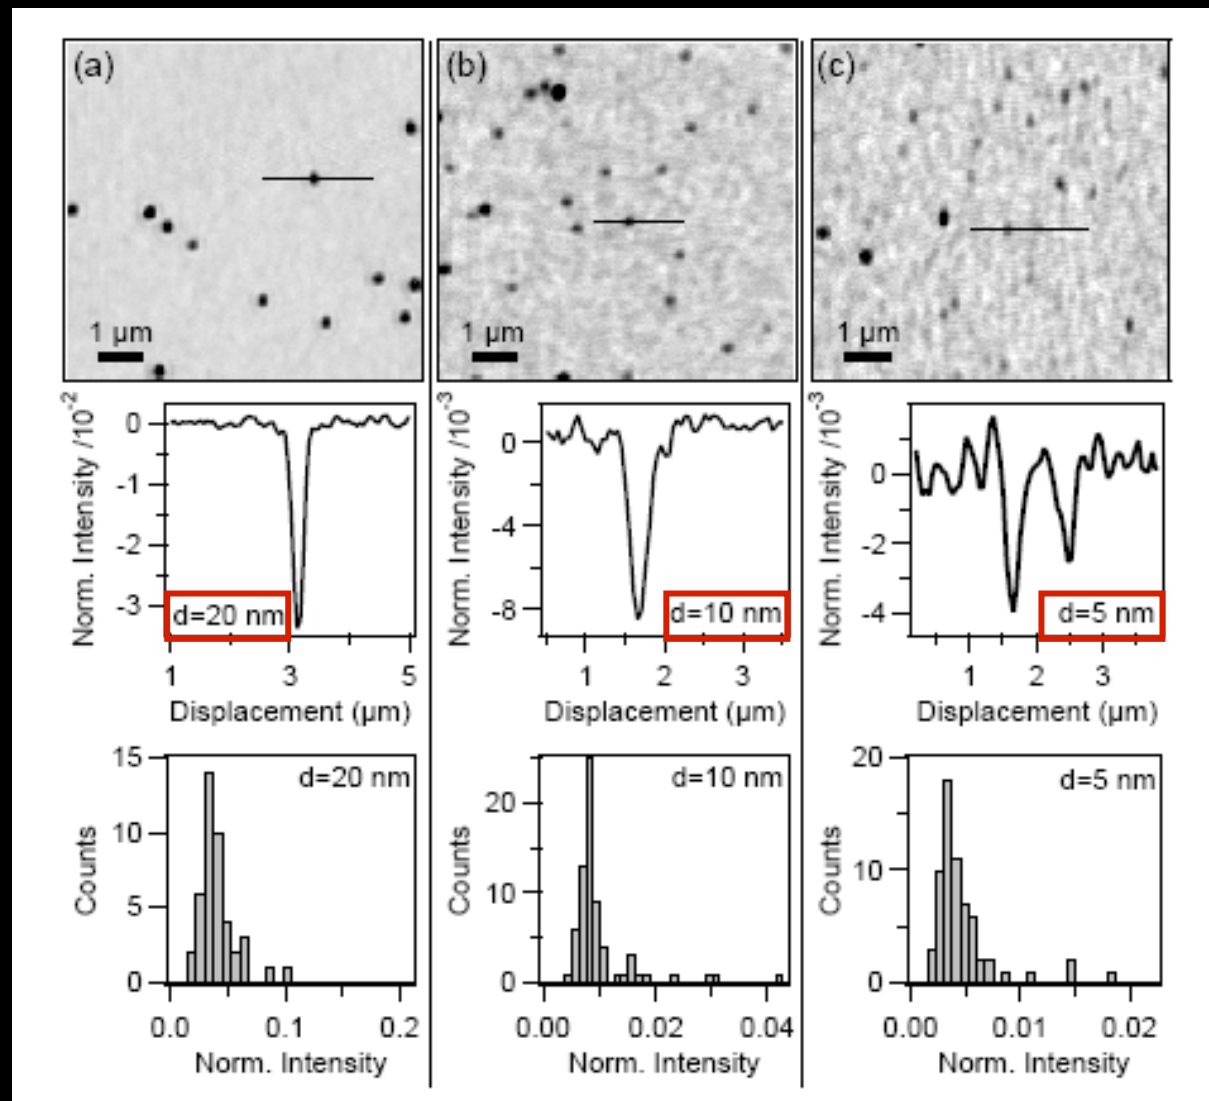 (a)
(b)
(c)
1 µm
1 µm
1 µm
Norm. Intensity /10⁻²
0
-1
-2
-3
d=20 nm
1 3 5
Displacement (µm)
Norm. Intensity /10⁻³
0
-4
-8
d=10 nm
1 2 3
Displacement (µm)
Norm. Intensity /10⁻³
0
-2
-4
d=5 nm
1 2 3
Displacement (µm)
Counts
15
10
5
0
d=20 nm
0.0 0.1 0.2
Norm. Intensity
Counts
20
10
0
d=10 nm
0.00 0.02 0.04
Norm. Intensity
Counts
20
10
0
d=5 nm
0.00 0.01 0.02
Norm. Intensity